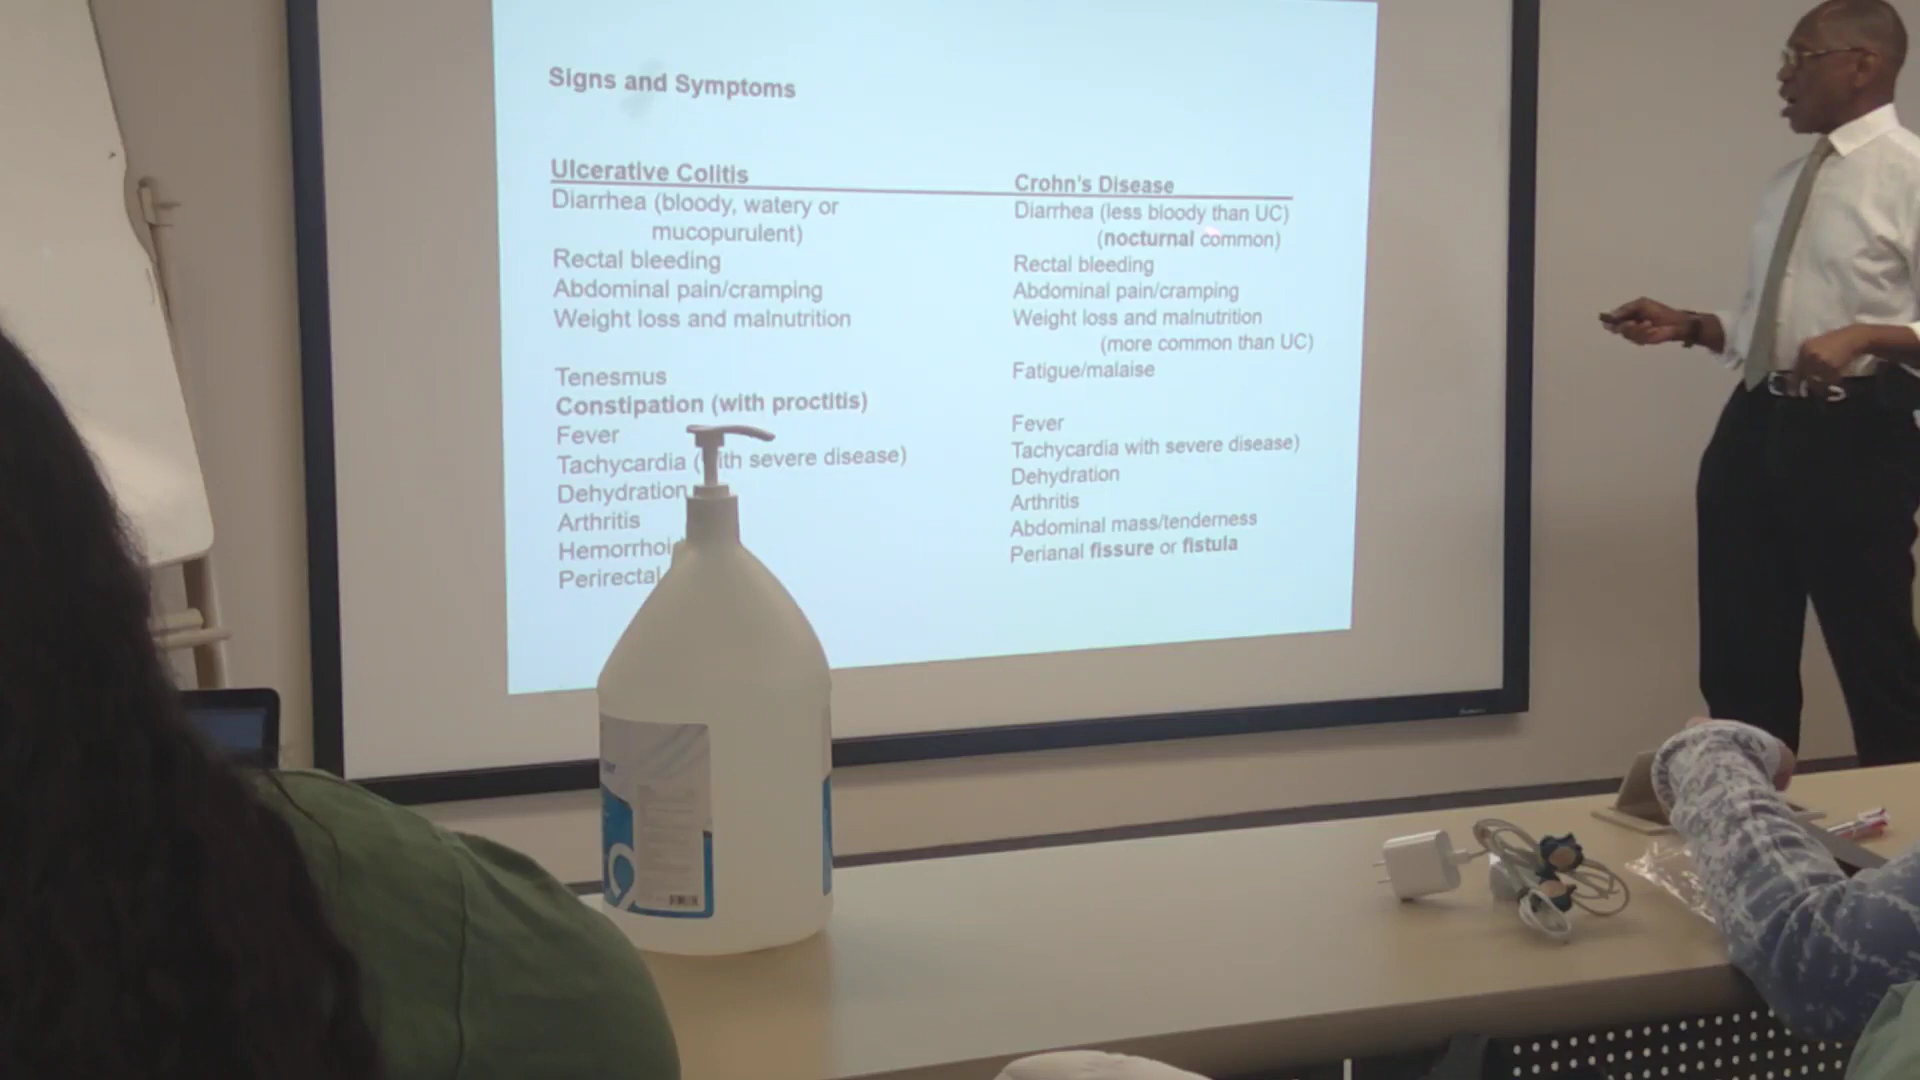 Signs and Symptoms
Ulcerative Colitis
Diarrhea (bloody, watery or
mucopurulent)
Rectal bleeding
Abdominal pain/cramping
Weight loss and malnutrition
Tenesmus
Constipation (with proctitis)
Fever
Tachycardia (with severe disease)
Dehydration
Arthritis
Hemorrhoi
Perirectal
Crohn's Disease
Diarrhea (less bloody than UC)
(nocturnal common)
Rectal bleeding
Abdominal pain/cramping
Weight loss and malnutrition
(more common than UC)
Fatigue/malaise
Fever
Tachycardia with severe disease)
Dehydration
Arthritis
Abdominal mass/tenderness
Perianal fissure or fistula